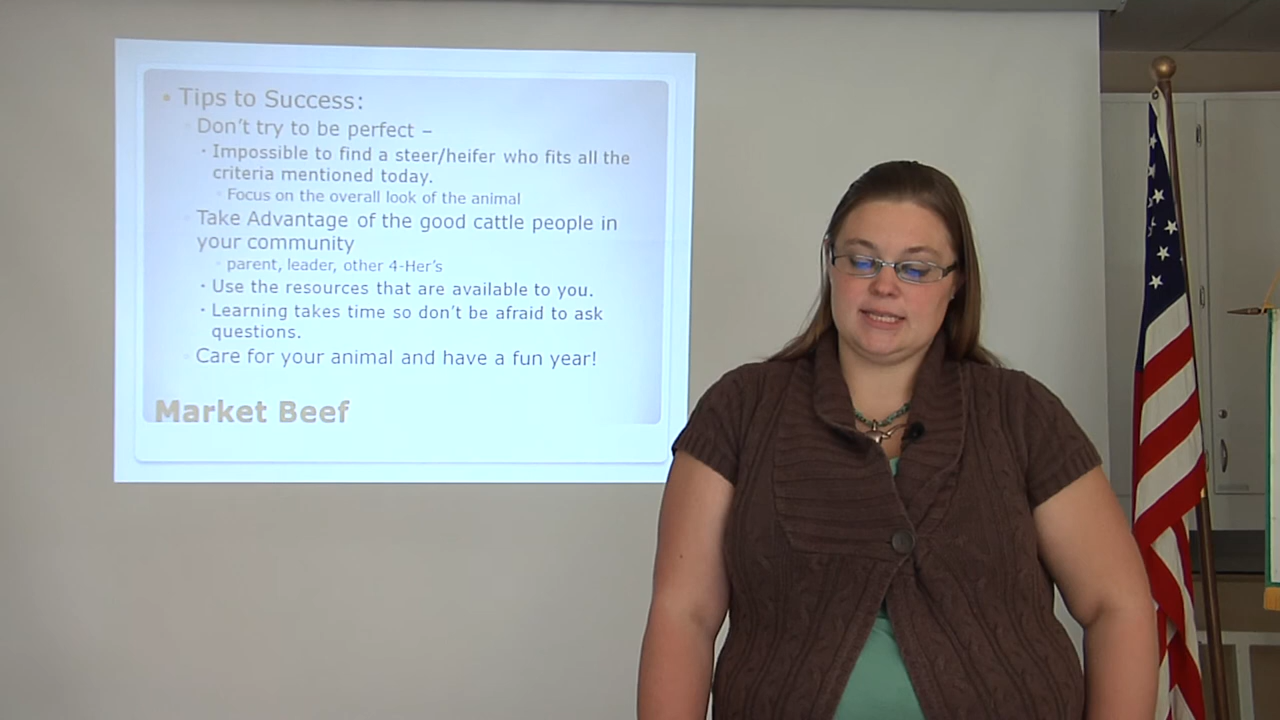 • Tips to Success:
Don't try to be perfect –
· Impossible to find a steer/heifer who fits all the
criteria mentioned today.
Focus on the overall look of the animal
Take Advantage of the good cattle people in
your community
parent, leader, other 4-Her's
· Use the resources that are available to you.
· Learning takes time so don't be afraid to ask
questions.
Care for your animal and have a fun year!
Market Beef